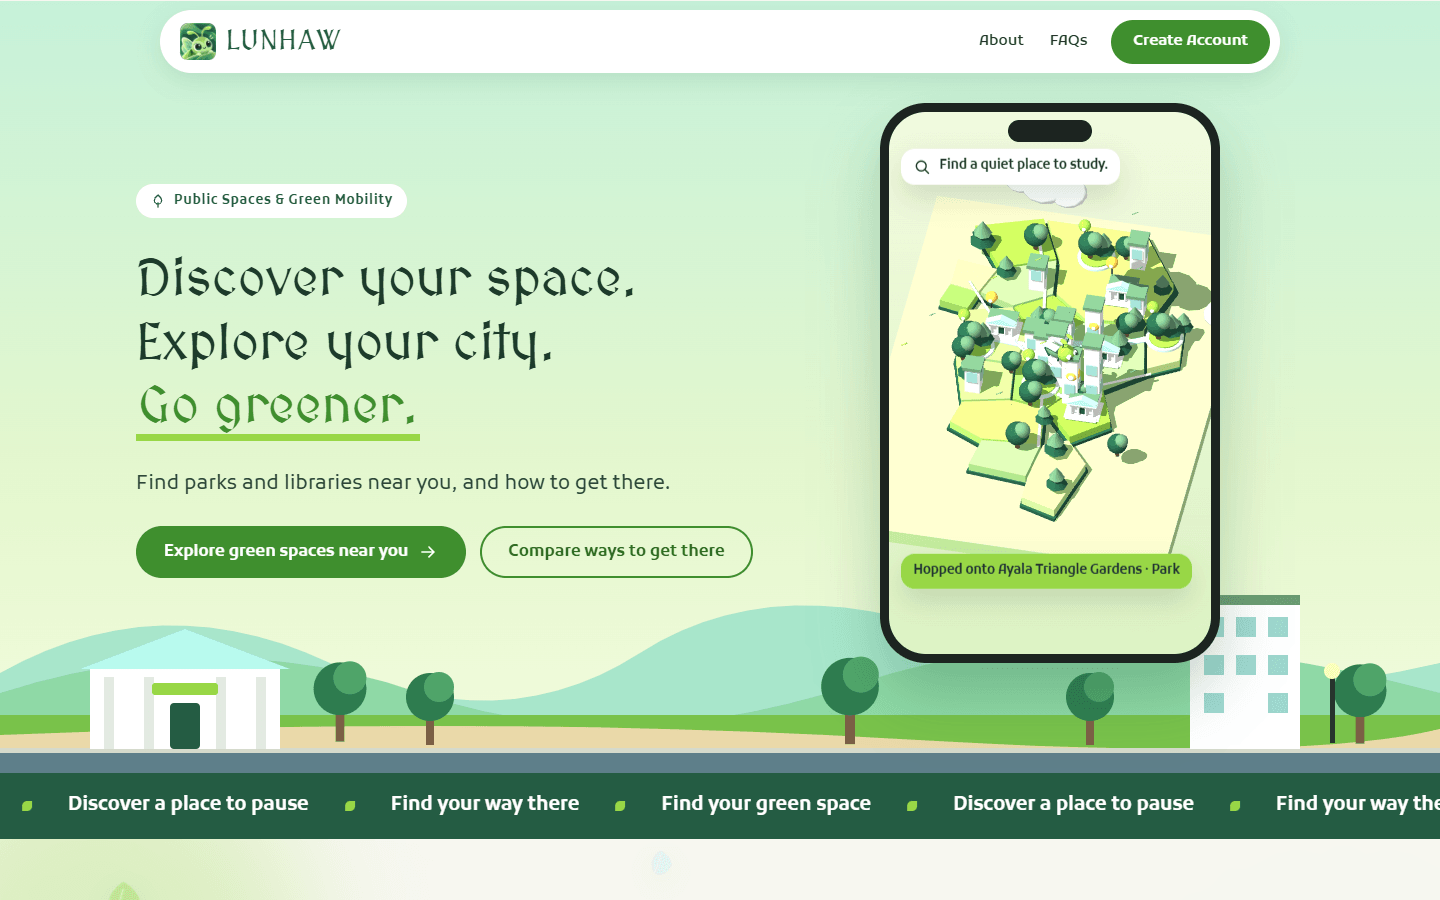 LUNHAW
About
FAQs
Create Account
Find a quiet place to study.
Public Spaces & Green Mobility
Discover your space.
Explore your city.
Go greener.
Find parks and libraries near you, and how to get there.
Explore green spaces near you
Compare ways to get there
Hopped onto Ayala Triangle Gardens · Park
Discover a place to pause
Find your way there
Find your green space
Discover a place to pause
Find your way the